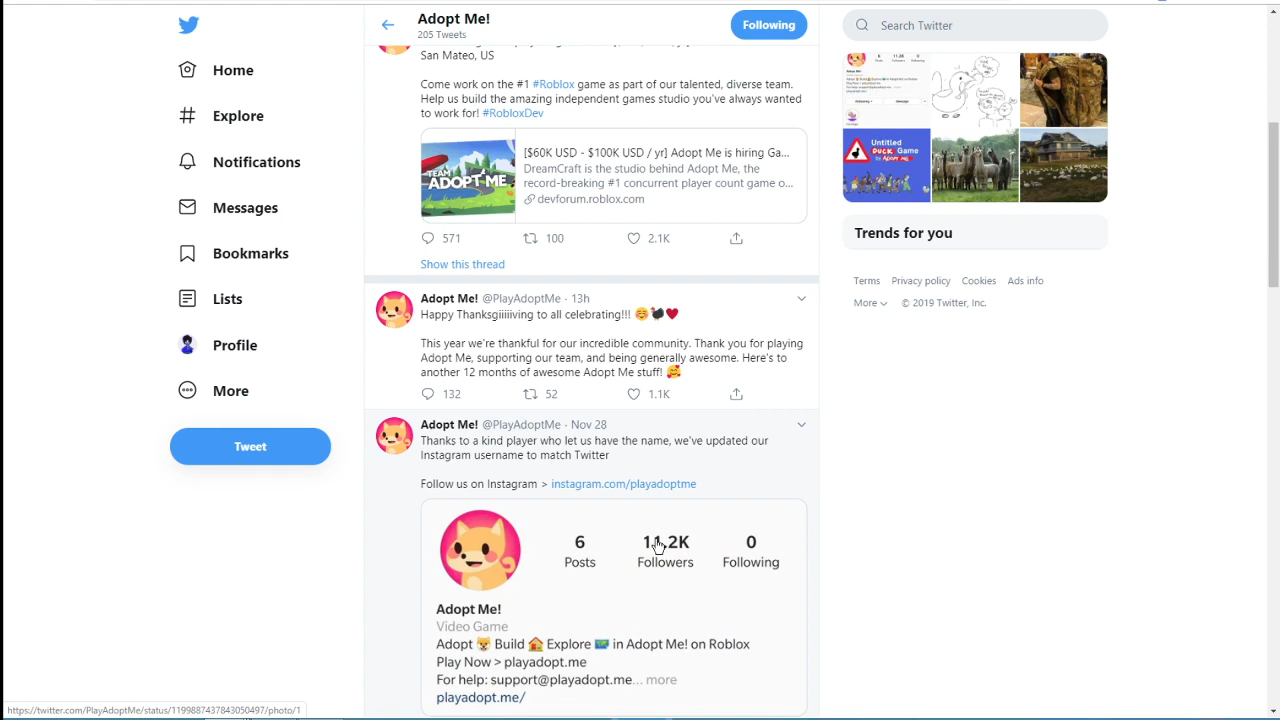 Home
Explore
Notifications
Messages
Bookmarks
Lists
Profile
More
Tweet
Adopt Me!
205 Tweets
Following
San Mateo, US
Come work on the #1 #Roblox game as part of our talented, diverse team.
Help us build the amazing independent games studio you've always wanted
to work for! #RobloxDev
TEAM
ADOPT ME
[$60K USD - $100K USD / yr] Adopt Me is hiring Ga...
DreamCraft is the studio behind Adopt Me, the
record-breaking #1 concurrent player count game o...
devforum.roblox.com
571 100 2.1K
Show this thread
Adopt Me! @PlayAdoptMe · 13h
Happy Thanksgiiiiiving to all celebrating!!! 😊🦃❤️
This year we're thankful for our incredible community. Thank you for playing
Adopt Me, supporting our team, and being generally awesome. Here's to
another 12 months of awesome Adopt Me stuff! 🥰
132 52 1.1K
Adopt Me! @PlayAdoptMe · Nov 28
Thanks to a kind player who let us have the name, we've updated our
Instagram username to match Twitter
Follow us on Instagram > instagram.com/playadoptme
6 11.2K 0
Posts Followers Following
Adopt Me!
Video Game
Adopt 😺 Build 🏠 Explore 🗺️ in Adopt Me! on Roblox
Play Now > playadopt.me
For help: support@playadopt.me... more
playadopt.me/
Search Twitter
Untitled
DUCK Game
by ADOPT ME
Trends for you
Terms Privacy policy Cookies Ads info
More © 2019 Twitter, Inc.
https://twitter.com/PlayAdoptMe/status/1199887437843050497/photo/1